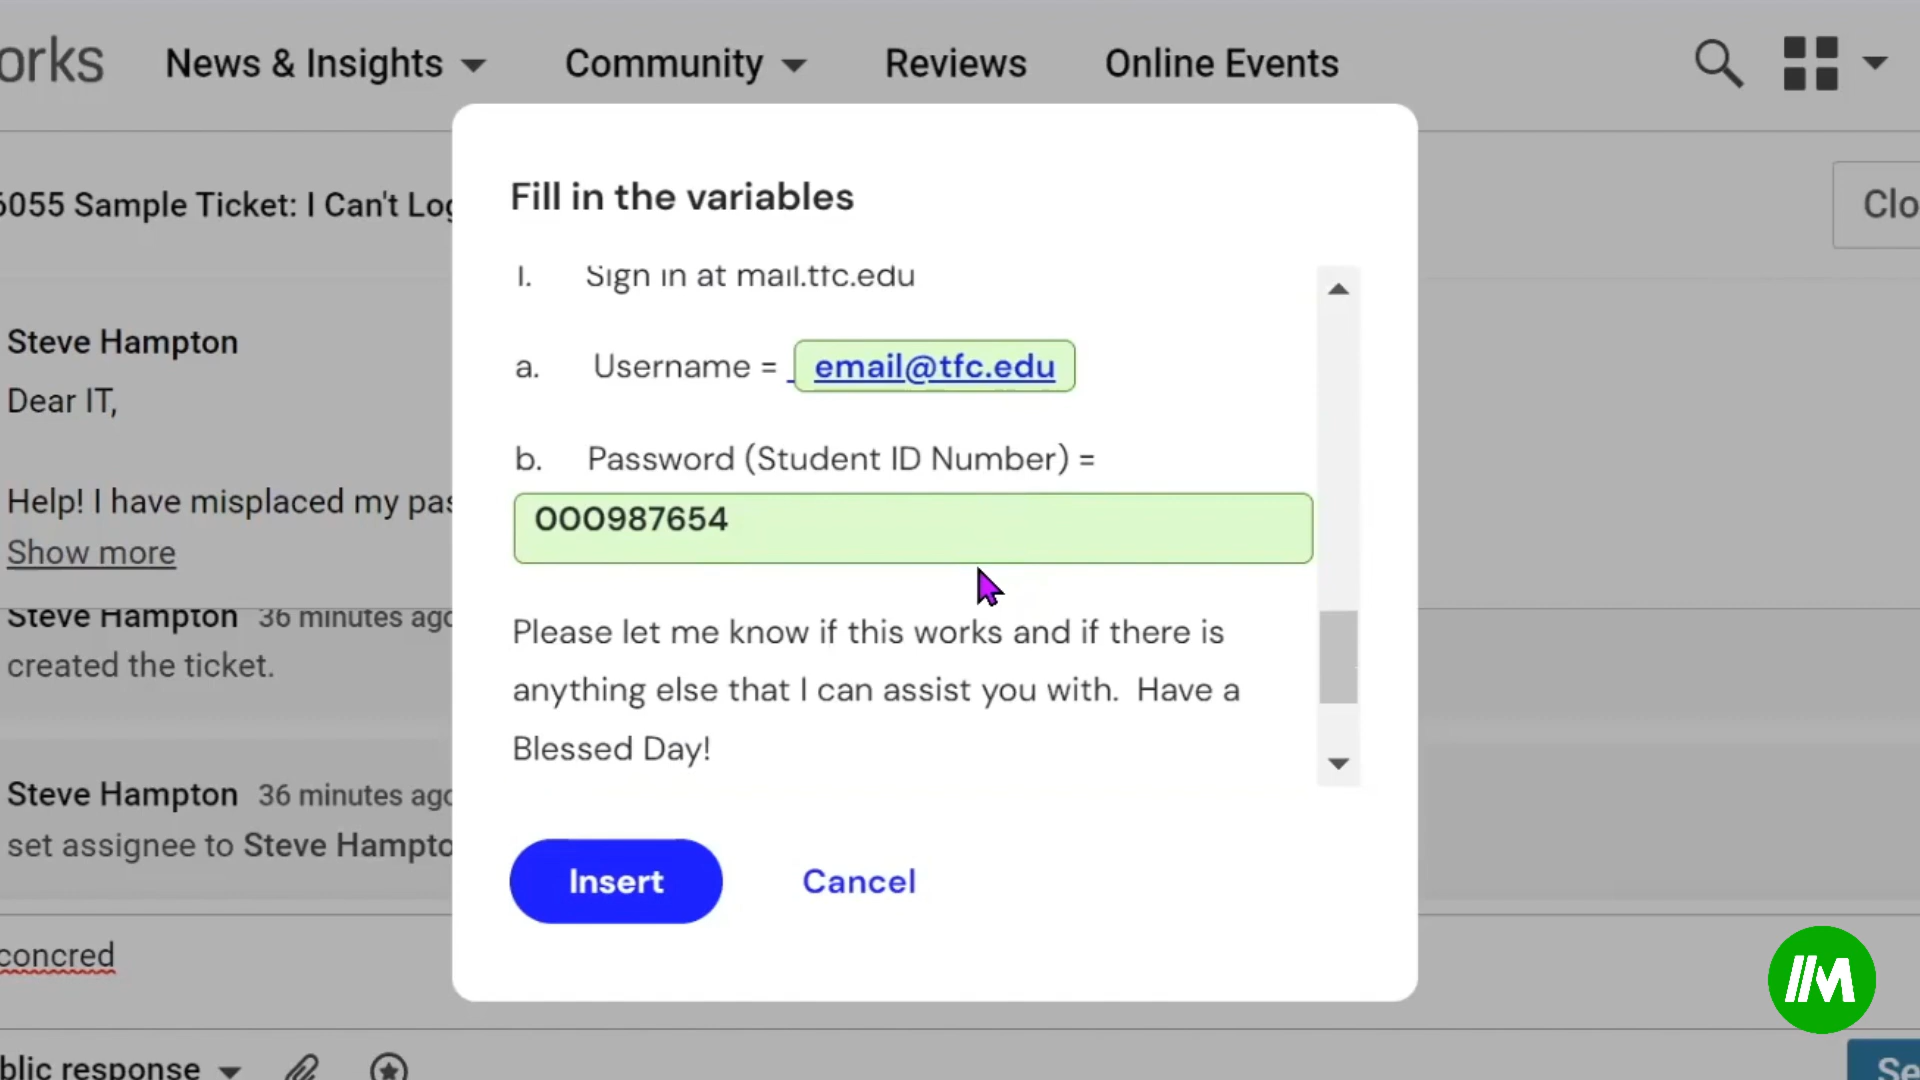 orks
News & Insights
Community
Reviews
Online Events
6055 Sample Ticket: I Can't Log
Clo
Steve Hampton
Dear IT,
Help! I have misplaced my pas
Show more
Steve Hampton 36 minutes ago
created the ticket.
Steve Hampton 36 minutes ago
set assignee to Steve Hampto
concred
blic response
Se
Fill in the variables
1. Sign in at mail.tfc.edu
a. Username = email@tfc.edu
b. Password (Student ID Number) =
000987654
Please let me know if this works and if there is
anything else that I can assist you with. Have a
Blessed Day!
Insert
Cancel